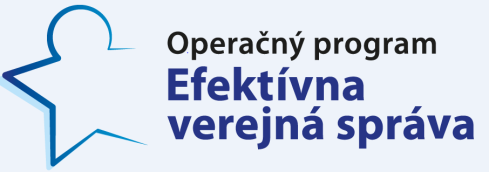 Operačný program
Efektívna
verejná správa